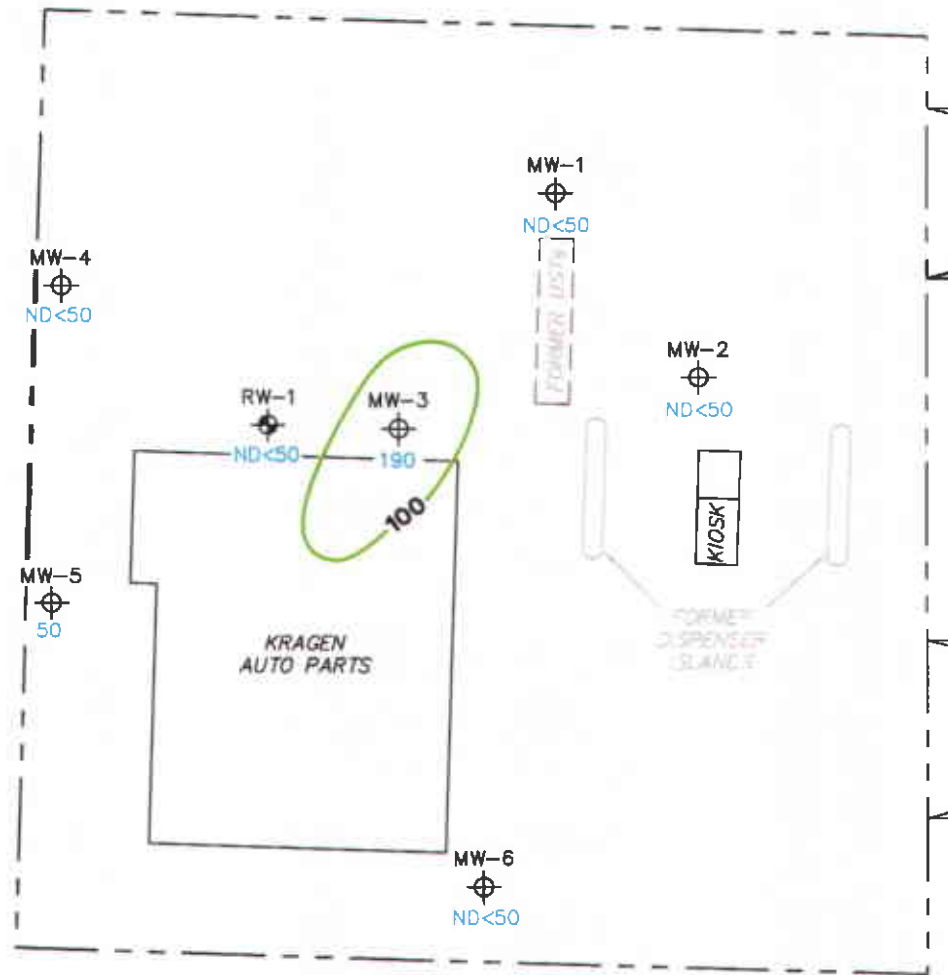 MW-1
ND<50
MW-4
ND<50
FORMER USTs
MW-2
ND<50
RW-1
ND<50
MW-3
190
100
KIOSK
MW-5
50
FORMER
DISPENSER
ISLANDS
KRAGEN
AUTO PARTS
MW-6
ND<50